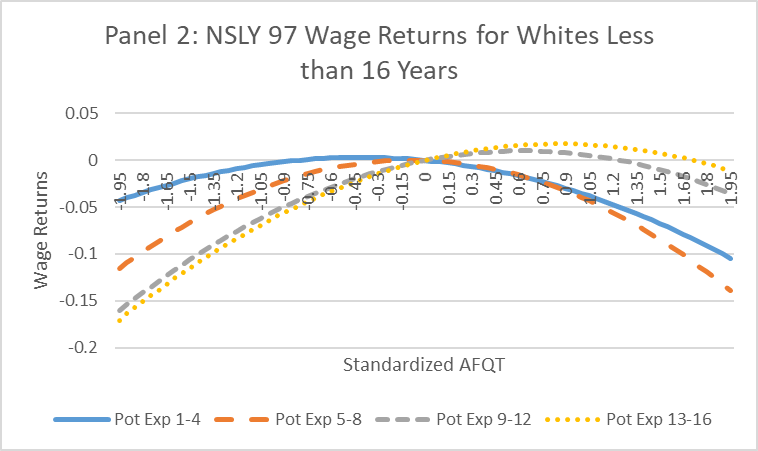 Panel 2: NSLY 97 Wage Returns for Whites Less
than 16 Years
0.05
0
-0.05
-0.1
-0.15
-0.2
Wage Returns
-1.95 -1.8 -1.65 -1.5 -1.35 -1.2 -1.05 -0.9 -0.75 -0.6 -0.45 -0.3 -0.15 0 0.15 0.3 0.45 0.6 0.75 0.9 1.05 1.2 1.35 1.5 1.65 1.8 1.95
Standardized AFQT
Pot Exp 1-4 Pot Exp 5-8 Pot Exp 9-12 Pot Exp 13-16